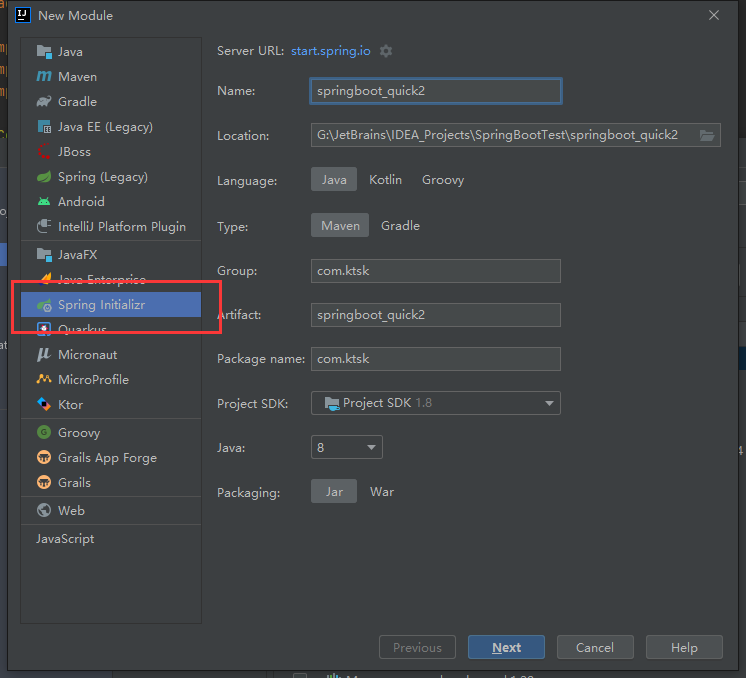 New Module
Java
Maven
Gradle
Java EE (Legacy)
JBoss
Spring (Legacy)
Android
IntelliJ Platform Plugin
JavaFX
Java Enterprise
Spring Initializr
Quarkus
Micronaut
MicroProfile
Ktor
Groovy
Grails App Forge
Grails
Web
JavaScript
Server URL: start.spring.io
Name: springboot_quick2
Location: G:\JetBrains\IDEA_Projects\SpringBootTest\springboot_quick2
Language: Java Kotlin Groovy
Type: Maven Gradle
Group: com.ktsk
Artifact: springboot_quick2
Package name: com.ktsk
Project SDK: Project SDK 1.8
Java: 8
Packaging: Jar War
Previous Next Cancel Help